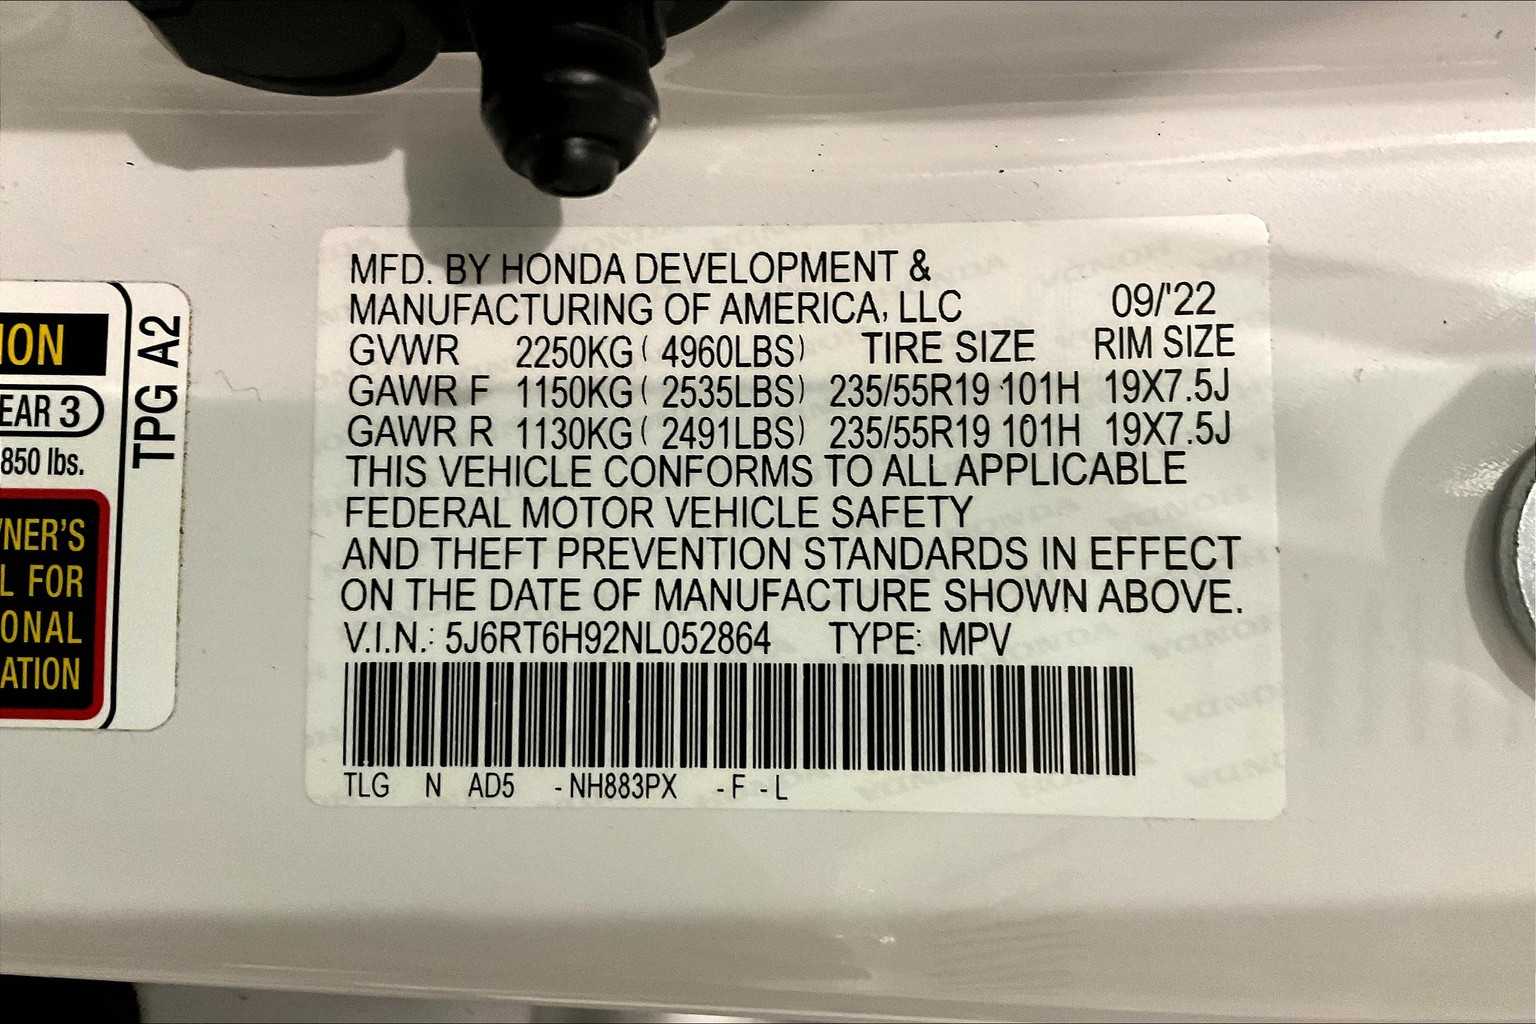 MFD. BY HONDA DEVELOPMENT &
MANUFACTURING OF AMERICA, LLC 09/'22
GVWR 2250KG ( 4960LBS) TIRE SIZE RIM SIZE
GAWR F 1150KG ( 2535LBS) 235/55R19 101H 19X7.5J
GAWR R 1130KG ( 2491LBS) 235/55R19 101H 19X7.5J
THIS VEHICLE CONFORMS TO ALL APPLICABLE
FEDERAL MOTOR VEHICLE SAFETY
AND THEFT PREVENTION STANDARDS IN EFFECT
ON THE DATE OF MANUFACTURE SHOWN ABOVE.
V.I.N.: 5J6RT6H92NL052864 TYPE: MPV
TLG N AD5 -NH883PX -F -L
ION
EAR 3
850 lbs.
NER'S
L FOR
ONAL
ATION
TPG A2